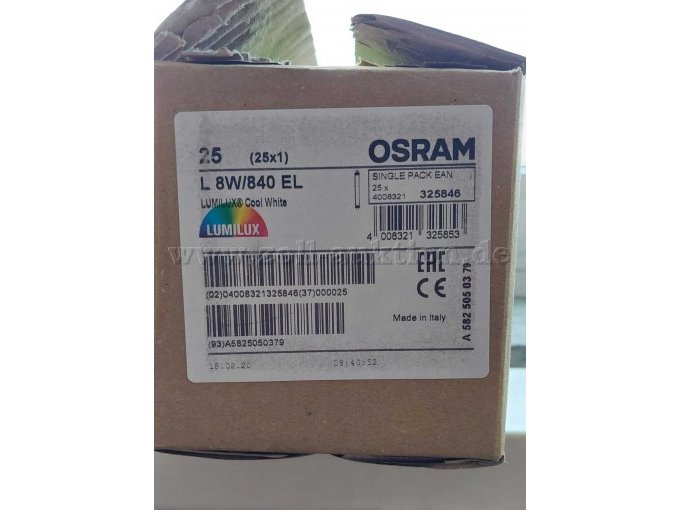 25 (25x1)
OSRAM
L 8W/840 EL
LUMILUX® Cool White
LUMILUX
SINGLE PACK EAN
25 x
4008321 325846
4 008321 325853
www.zoll-auktion.de
(02)04008321325846(37)000025
EAC
CE
Made in Italy
A 582 505 03 79
(93)A5825050379
18.02.20 09:40:52